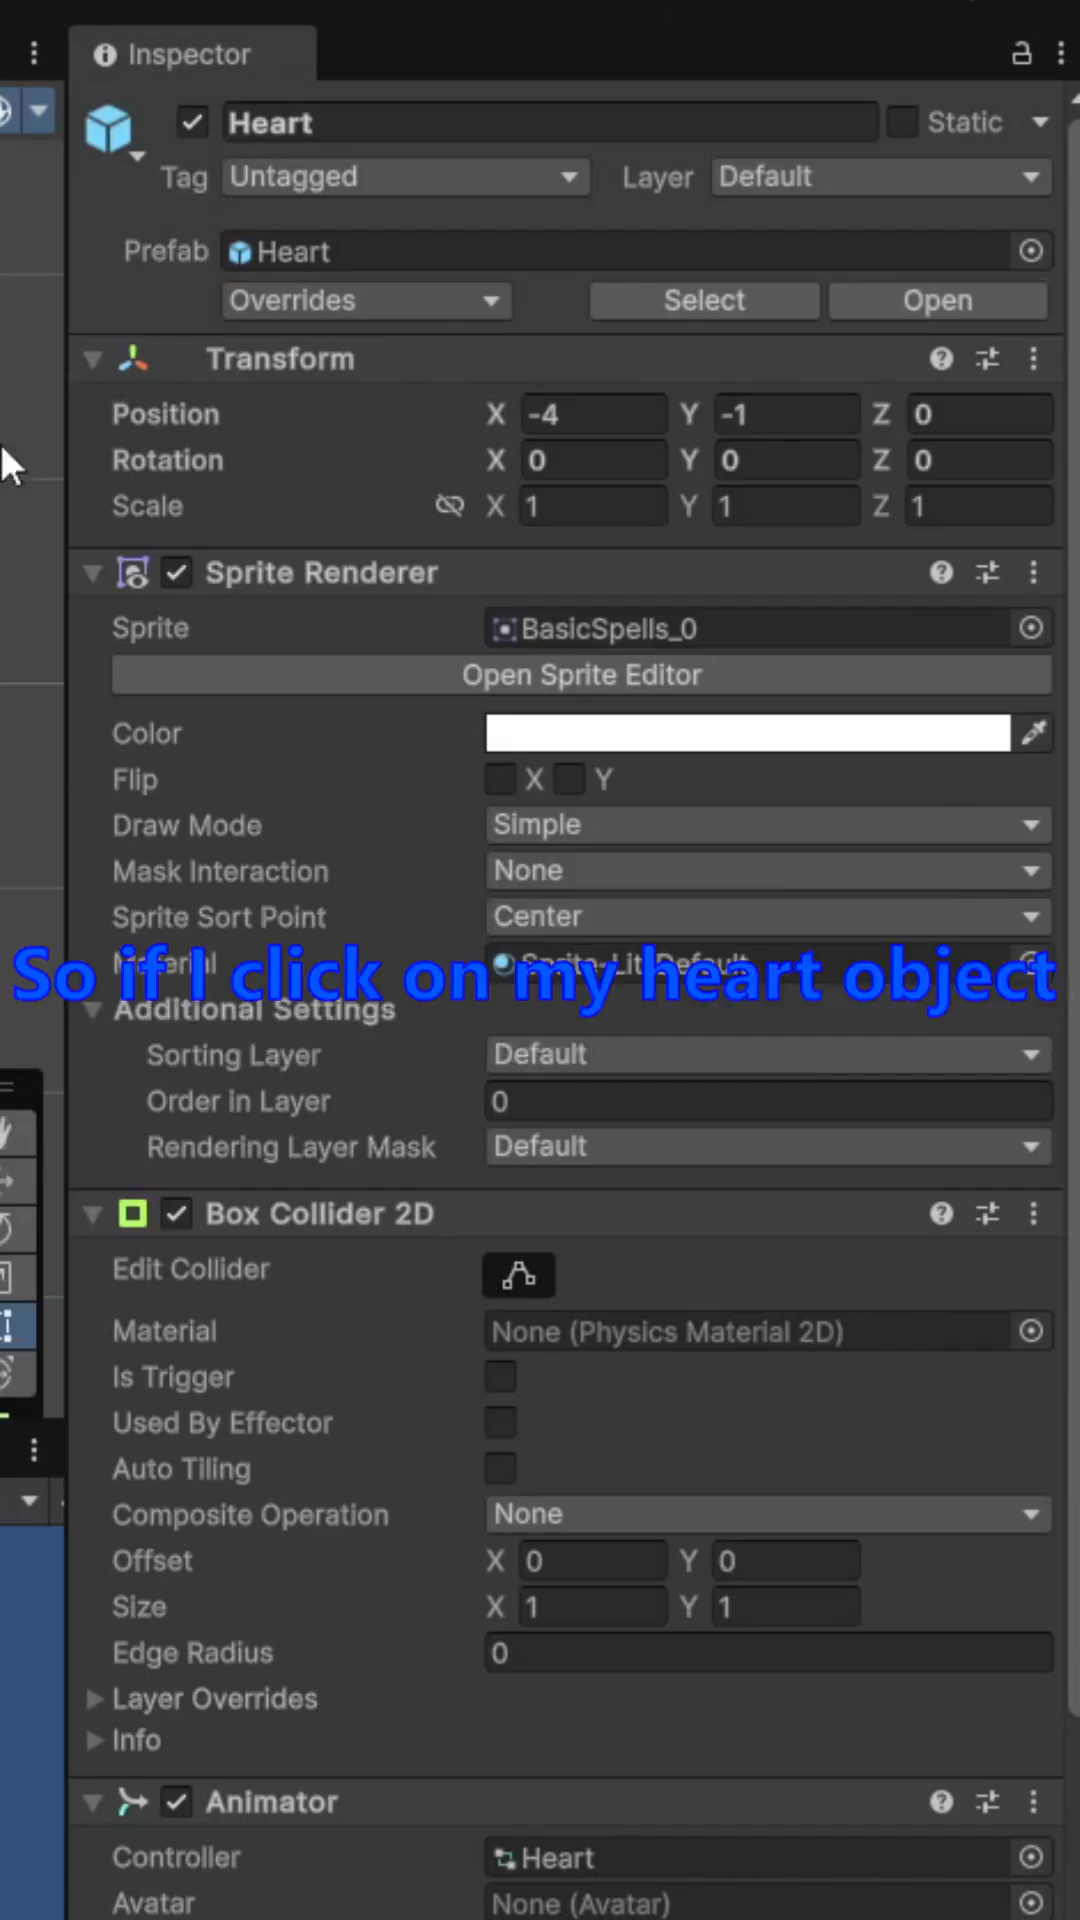 Inspector
Heart Static
Tag Untagged Layer Default
Prefab Heart
Overrides Select Open
Transform
Position X -4 Y -1 Z 0
Rotation X 0 Y 0 Z 0
Scale X 1 Y 1 Z 1
Sprite Renderer
Sprite BasicSpells_0
Open Sprite Editor
Color
Flip X Y
Draw Mode Simple
Mask Interaction None
Sprite Sort Point Center
Material Sprite-Lit-Default
So if I click on my heart object
Additional Settings
Sorting Layer Default
Order in Layer 0
Rendering Layer Mask Default
Box Collider 2D
Edit Collider
Material None (Physics Material 2D)
Is Trigger
Used By Effector
Auto Tiling
Composite Operation None
Offset X 0 Y 0
Size X 1 Y 1
Edge Radius 0
Layer Overrides
Info
Animator
Controller Heart
Avatar None (Avatar)